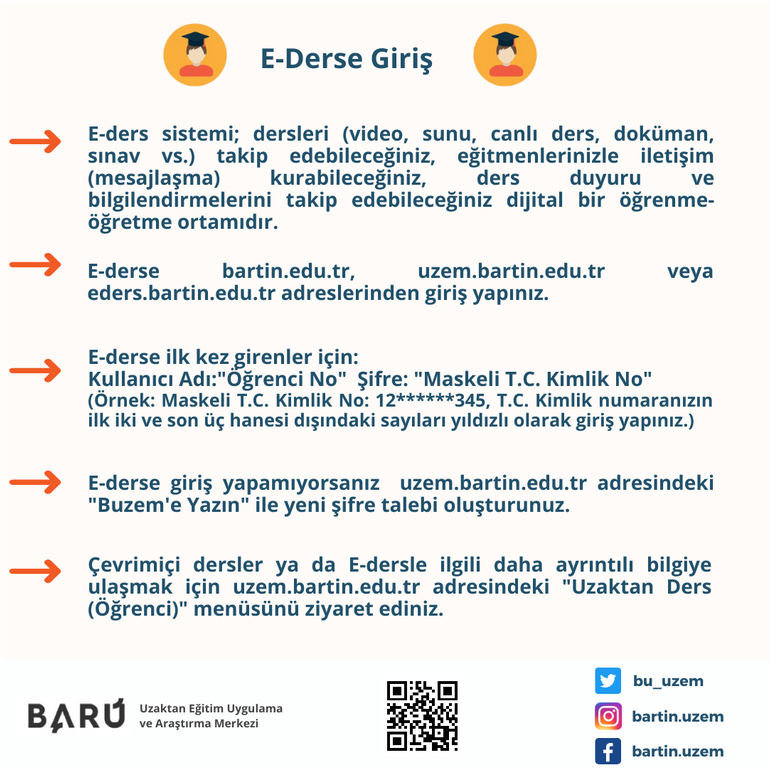 E-Derse Giriş
E-ders sistemi; dersleri (video, sunu, canlı ders, doküman,
sınav vs.) takip edebileceğiniz, eğitmenlerinizle iletişim
(mesajlaşma) kurabileceğiniz, ders duyuru ve
bilgilendirmelerini takip edebileceğiniz dijital bir öğrenme-
öğretme ortamıdır.
E-derse bartin.edu.tr, uzem.bartin.edu.tr veya
eders.bartin.edu.tr adreslerinden giriş yapınız.
E-derse ilk kez girenler için:
Kullanıcı Adı:"Öğrenci No" Şifre: "Maskeli T.C. Kimlik No"
(Örnek: Maskeli T.C. Kimlik No: 12******345, T.C. Kimlik numaranızın
ilk iki ve son üç hanesi dışındaki sayıları yıldızlı olarak giriş yapınız.)
E-derse giriş yapamıyorsanız uzem.bartin.edu.tr adresindeki
"Buzem'e Yazın" ile yeni şifre talebi oluşturunuz.
Çevrimiçi dersler ya da E-dersle ilgili daha ayrıntılı bilgiye
ulaşmak için uzem.bartin.edu.tr adresindeki "Uzaktan Ders
(Öğrenci)" menüsünü ziyaret ediniz.
BARÜ
Uzaktan Eğitim Uygulama
ve Araştırma Merkezi
bu_uzem
bartin.uzem
bartin.uzem